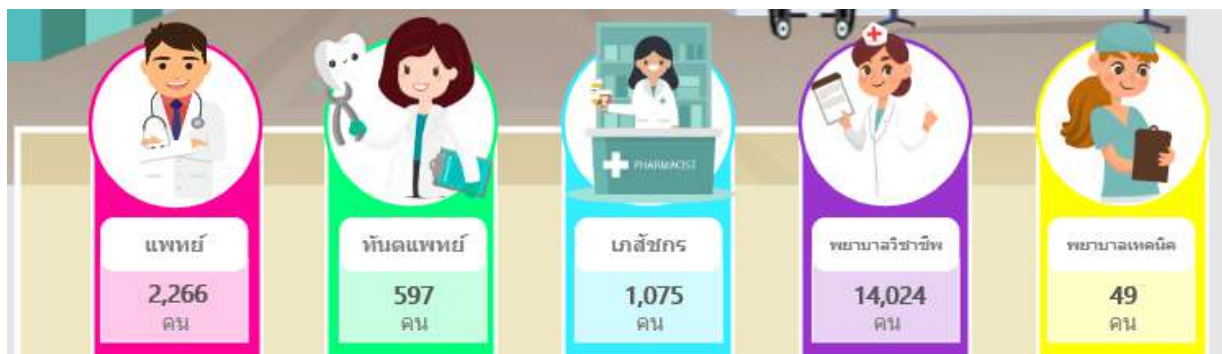 PHARMACIST
แพทย์
2,266
คน
ทันตแพทย์
597
คน
เภสัชกร
1,075
คน
พยาบาลวิชาชีพ
14,024
คน
พยาบาลเทคนิค
49
คน